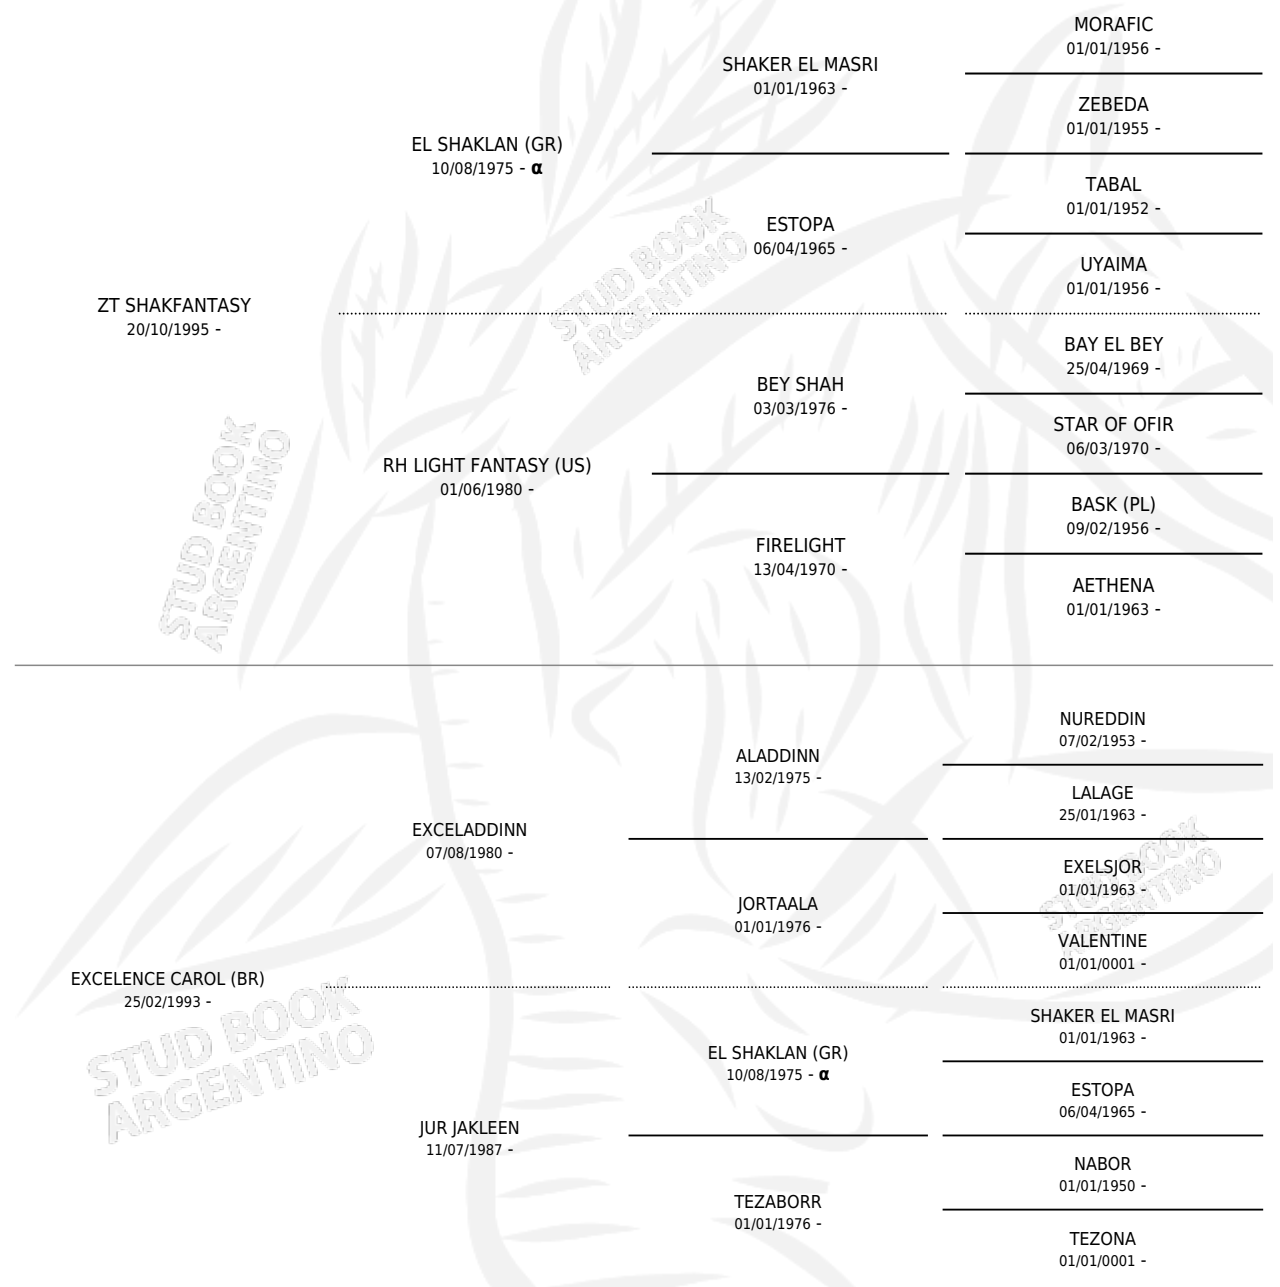 MORAFIC
01/01/1956 -
SHAKER EL MASRI
01/01/1963 -
ZEBEDA
01/01/1955 -
EL SHAKLAN (GR)
10/08/1975 - α
TABAL
01/01/1952 -
ESTOPA
06/04/1965 -
UYAIMA
01/01/1956 -
ZT SHAKFANTASY
20/10/1995 -
BAY EL BEY
25/04/1969 -
BEY SHAH
03/03/1976 -
STAR OF OFIR
06/03/1970 -
RH LIGHT FANTASY (US)
01/06/1980 -
BASK (PL)
09/02/1956 -
FIRELIGHT
13/04/1970 -
AETHENA
01/01/1963 -
STUD BOOK
ARGENTINO
STUD BOOK
ARGENTINO
NUREDDIN
07/02/1953 -
ALADDINN
13/02/1975 -
LALAGE
25/01/1963 -
EXCELADDINN
07/08/1980 -
EXELSJOR
01/01/1963 -
JORTAALA
01/01/1976 -
VALENTINE
01/01/0001 -
EXCELENCE CAROL (BR)
25/02/1993 -
SHAKER EL MASRI
01/01/1963 -
EL SHAKLAN (GR)
10/08/1975 - α
ESTOPA
06/04/1965 -
JUR JAKLEEN
11/07/1987 -
NABOR
01/01/1950 -
TEZABORR
01/01/1976 -
TEZONA
01/01/0001 -
STUD BOOK
ARGENTINO
STUD BOOK
ARGENTINO